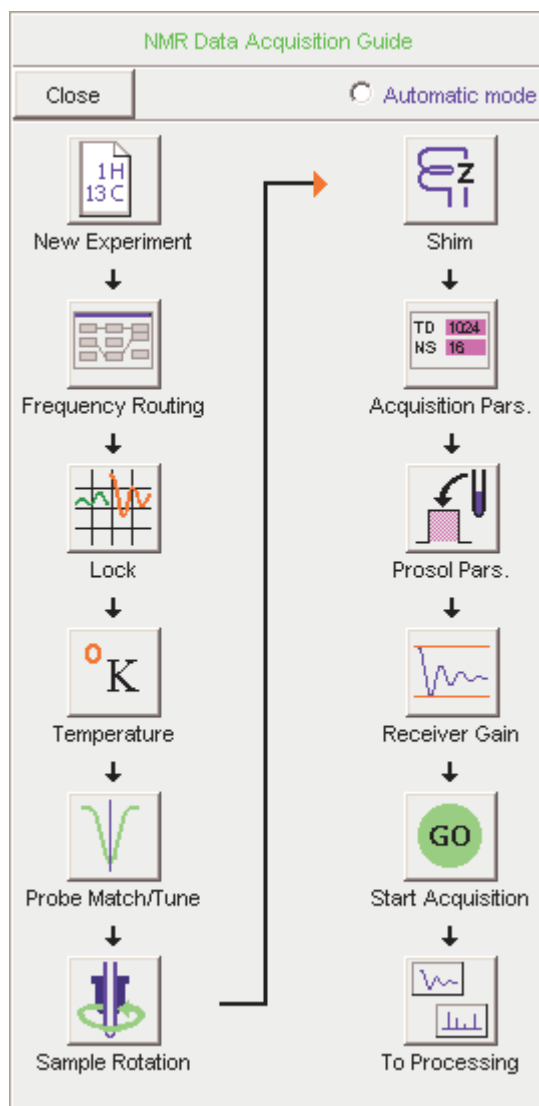 NMR Data Acquisition Guide
Close
Automatic mode
1H
13C
New Experiment
Frequency Routing
Lock
°K
Temperature
Probe Match/Tune
Sample Rotation
Z
Shim
TD 1024
NS 16
Acquisition Pars.
Prosol Pars.
Receiver Gain
GO
Start Acquisition
To Processing